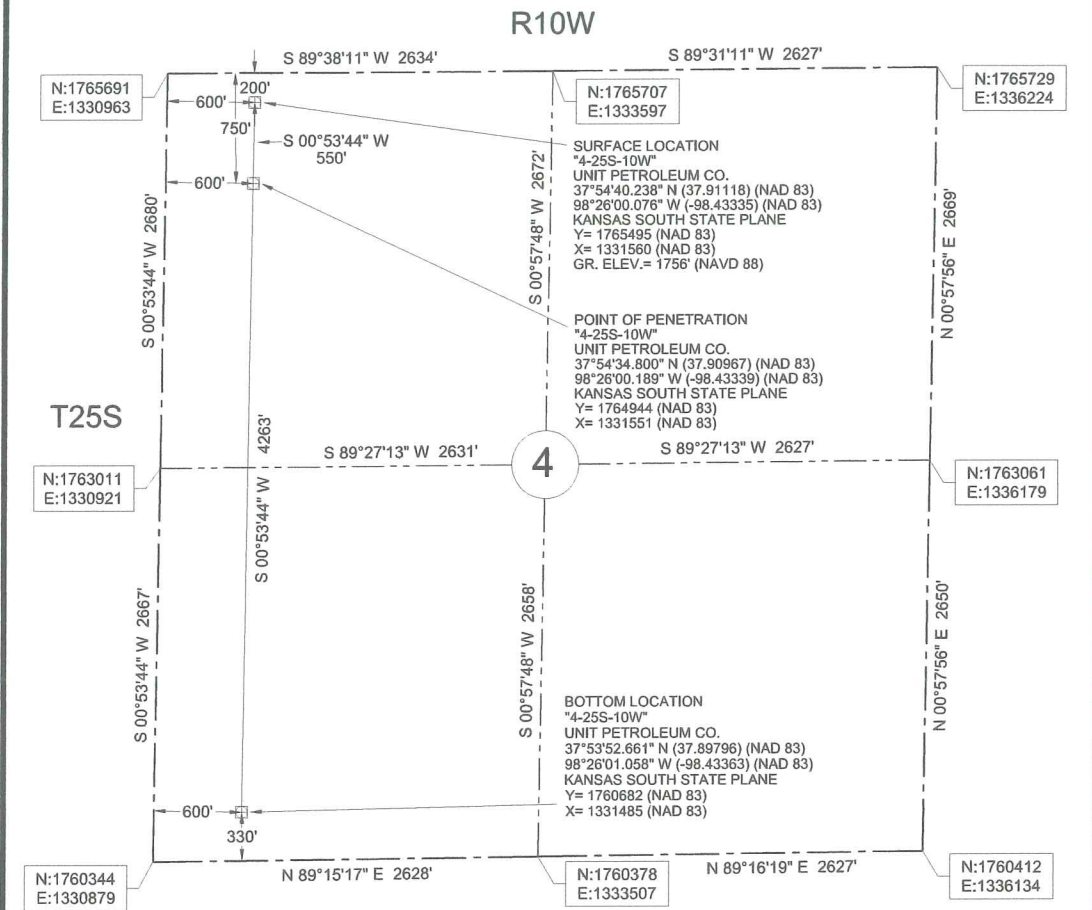 R10W
S 89°38'11" W 2634'
S 89°31'11" W 2627'
N:1765691
E:1330963
200'
600'
750'
S 00°53'44" W
550'
600'
N:1765707
E:1333597
N:1765729
E:1336224
SURFACE LOCATION
"4-25S-10W"
UNIT PETROLEUM CO.
37°54'40.238" N (37.91118) (NAD 83)
98°26'00.076" W (-98.43335) (NAD 83)
KANSAS SOUTH STATE PLANE
Y= 1765495 (NAD 83)
X= 1331560 (NAD 83)
GR. ELEV.= 1756' (NAVD 88)
S 00°53'44" W 2680'
S 00°57'48" W 2672'
N 00°57'56" E 2669'
POINT OF PENETRATION
"4-25S-10W"
UNIT PETROLEUM CO.
37°54'34.800" N (37.90967) (NAD 83)
98°26'00.189" W (-98.43339) (NAD 83)
KANSAS SOUTH STATE PLANE
Y= 1764944 (NAD 83)
X= 1331551 (NAD 83)
T25S
S 00°53'44" W 4263'
S 89°27'13" W 2631'
4
S 89°27'13" W 2627'
N:1763011
E:1330921
N:1763061
E:1336179
S 00°53'44" W 2667'
S 00°57'48" W 2658'
N 00°57'56" E 2650'
BOTTOM LOCATION
"4-25S-10W"
UNIT PETROLEUM CO.
37°53'52.661" N (37.89796) (NAD 83)
98°26'01.058" W (-98.43363) (NAD 83)
KANSAS SOUTH STATE PLANE
Y= 1760682 (NAD 83)
X= 1331485 (NAD 83)
600'
330'
N 89°15'17" E 2628'
N 89°16'19" E 2627'
N:1760344
E:1330879
N:1760378
E:1333507
N:1760412
E:1336134